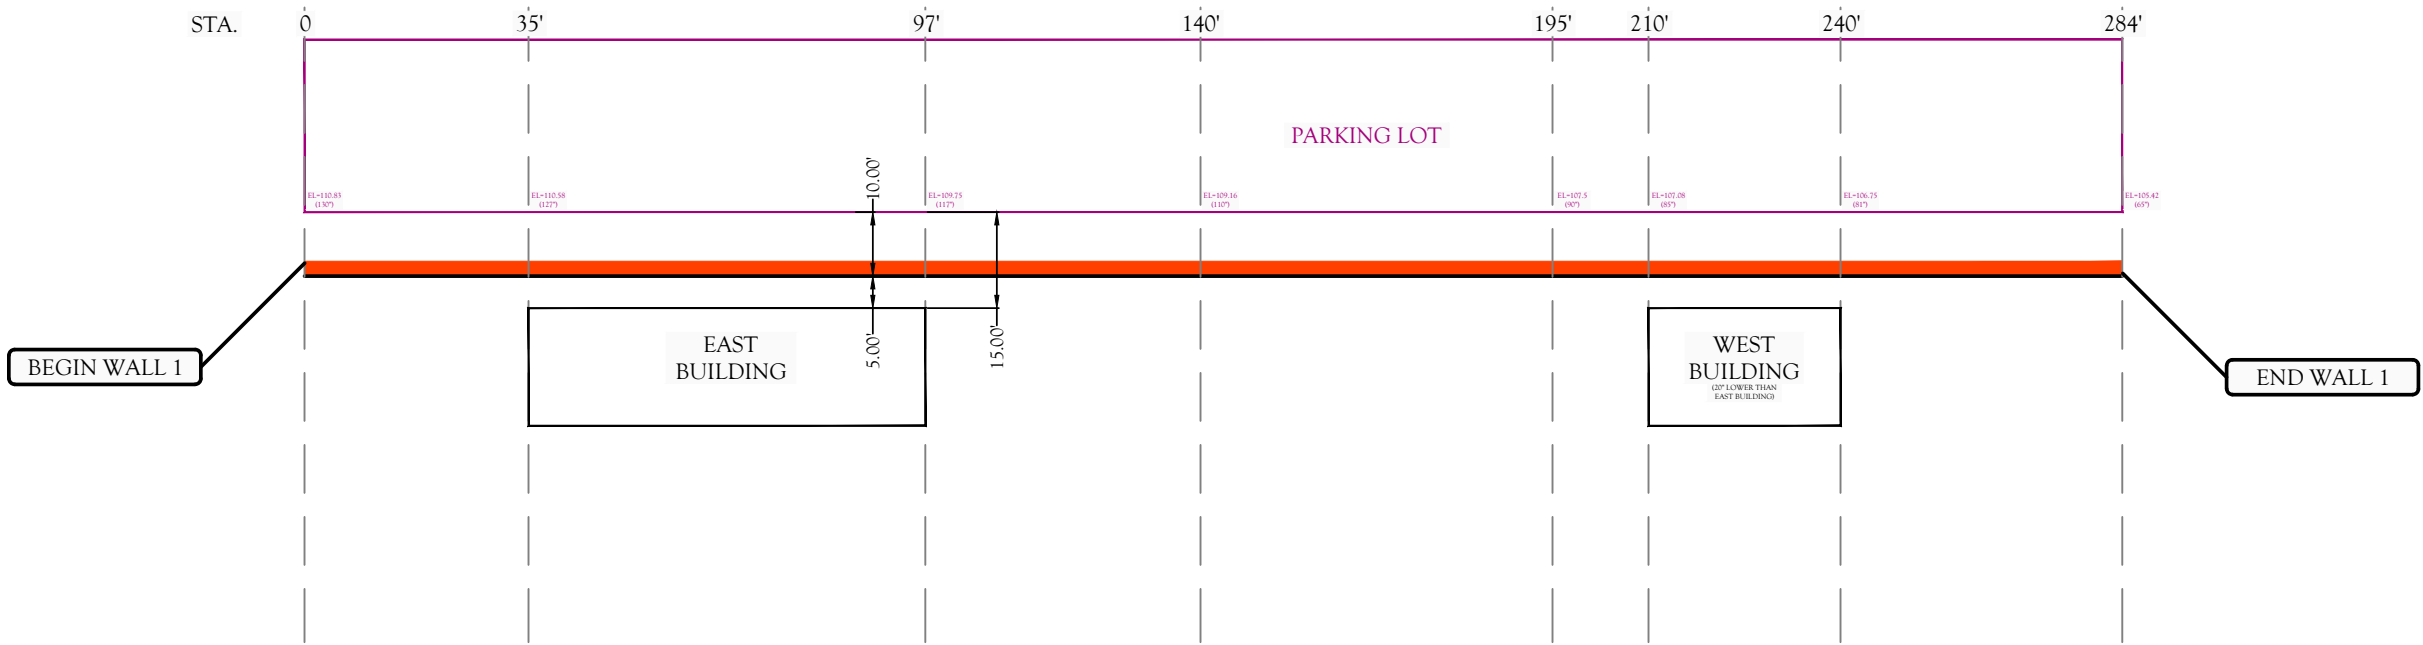 STA. 0 35' 97' 140' 195' 210' 240' 284'
PARKING LOT
10.00'
EL=110.83 EL=110.58 EL=109.75 EL=109.16 EL=107.5 EL=107.08 EL=106.75 EL=105.42
(130") (127") (117") (110") (90") (85") (81") (65")
5.00' 15.00'
EAST
BUILDING
WEST
BUILDING
(20" LOWER THAN
EAST BUILDING)
BEGIN WALL 1
END WALL 1